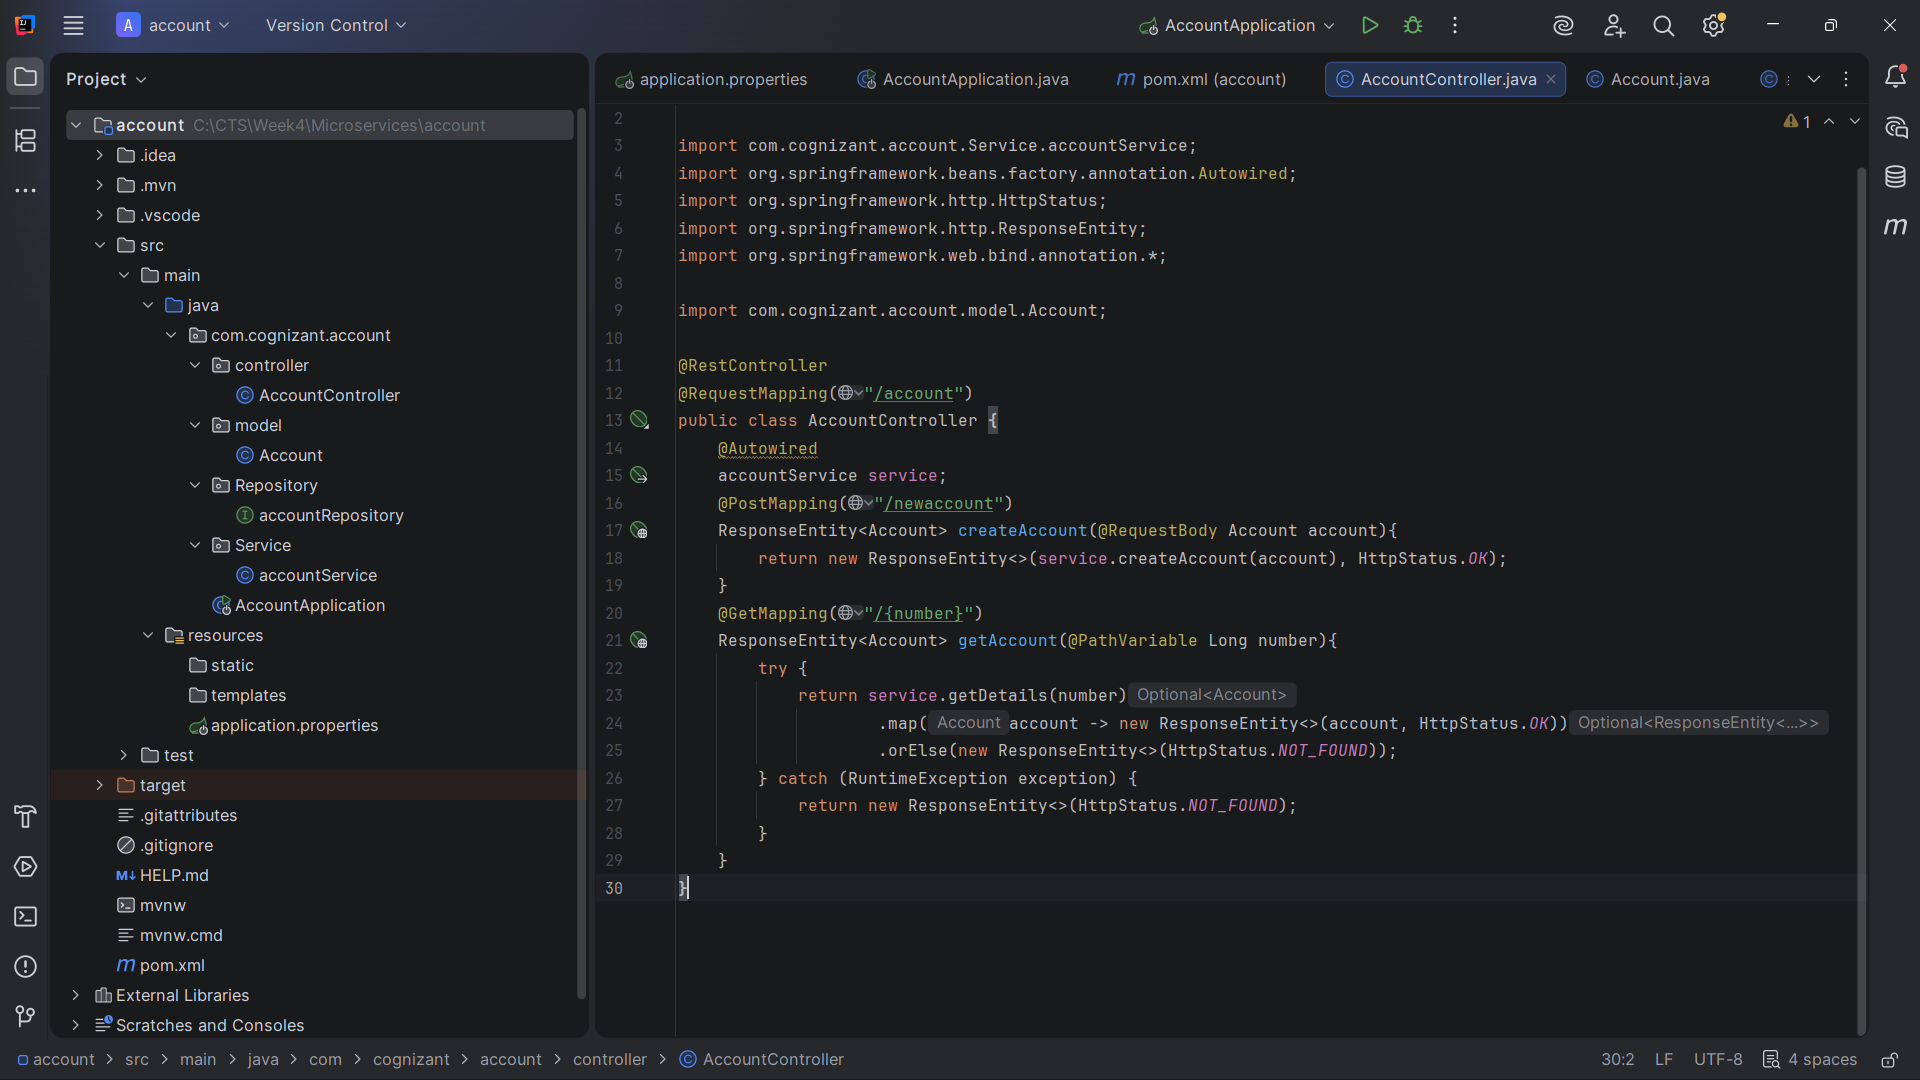 A account Version Control AccountApplication
Project
account C:\CTS\Week4\Microservices\account
.idea
.mvn
.vscode
src
main
java
com.cognizant.account
controller
AccountController
model
Account
Repository
accountRepository
Service
accountService
AccountApplication
resources
static
templates
application.properties
test
target
.gitattributes
.gitignore
HELP.md
mvnw
mvnw.cmd
pom.xml
External Libraries
Scratches and Consoles
application.properties AccountApplication.java pom.xml (account) AccountController.java Account.java
1
2
3 import com.cognizant.account.Service.accountService;
4 import org.springframework.beans.factory.annotation.Autowired;
5 import org.springframework.http.HttpStatus;
6 import org.springframework.http.ResponseEntity;
7 import org.springframework.web.bind.annotation.*;
8
9 import com.cognizant.account.model.Account;
10
11 @RestController
12 @RequestMapping("/account")
13 public class AccountController {
14 @Autowired
15 accountService service;
16 @PostMapping("/newaccount")
17 ResponseEntity<Account> createAccount(@RequestBody Account account){
18 return new ResponseEntity<>(service.createAccount(account), HttpStatus.OK);
19 }
20 @GetMapping("/{number}")
21 ResponseEntity<Account> getAccount(@PathVariable Long number){
22 try {
23 return service.getDetails(number) Optional<Account>
24 .map( Account account -> new ResponseEntity<>(account, HttpStatus.OK)) Optional<ResponseEntity<...>>
25 .orElse(new ResponseEntity<>(HttpStatus.NOT_FOUND));
26 } catch (RuntimeException exception) {
27 return new ResponseEntity<>(HttpStatus.NOT_FOUND);
28 }
29 }
30 }
account > src > main > java > com > cognizant > account > controller > AccountController 30:2 LF UTF-8 4 spaces